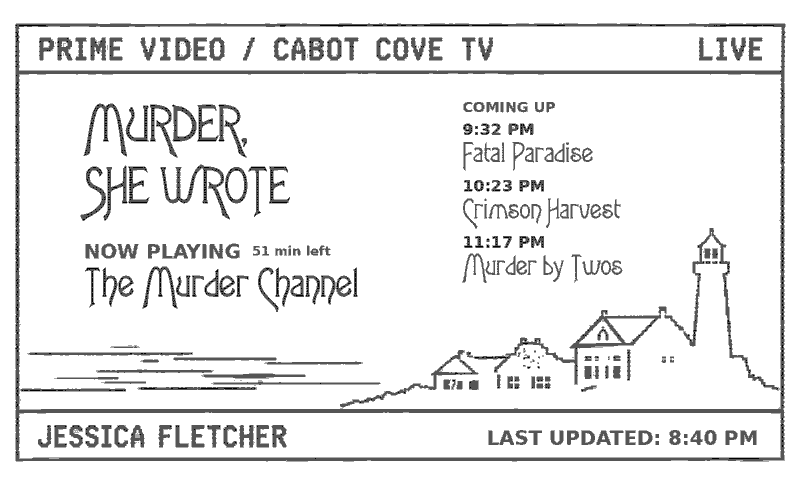 PRIME VIDEO / CABOT COVE TV
LIVE
MURDER,
SHE WROTE
NOW PLAYING 51 min left
The Murder Channel
COMING UP
9:32 PM
Fatal Paradise
10:23 PM
Crimson Harvest
11:17 PM
Murder by Twos
JESSICA FLETCHER
LAST UPDATED: 8:40 PM